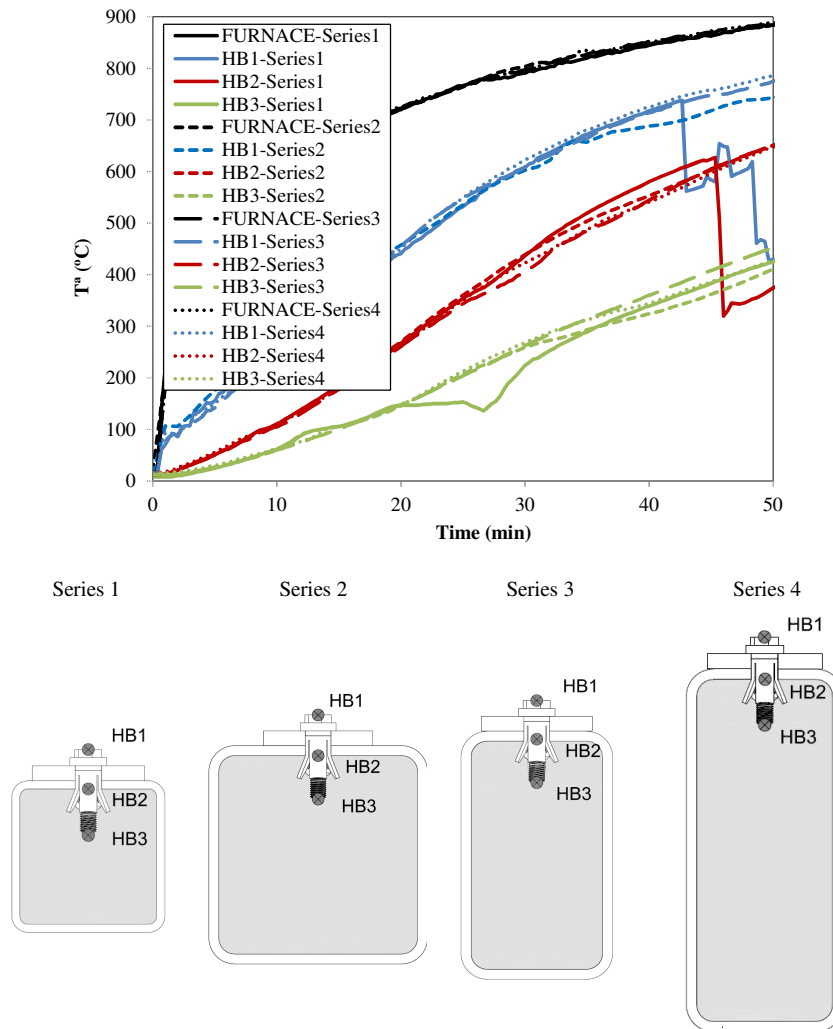 900
800
700
600
500
400
300
200
100
0
Tª (ºC)
FURNACE-Series1
HB1-Series1
HB2-Series1
HB3-Series1
FURNACE-Series2
HB1-Series2
HB2-Series2
HB3-Series2
FURNACE-Series3
HB1-Series3
HB2-Series3
HB3-Series3
FURNACE-Series4
HB1-Series4
HB2-Series4
HB3-Series4
0 10 20 30 40 50
Time (min)
Series 1 Series 2 Series 3 Series 4
HB1
HB2
HB3
HB1
HB2
HB3
HB1
HB2
HB3
HB1
HB2
HB3